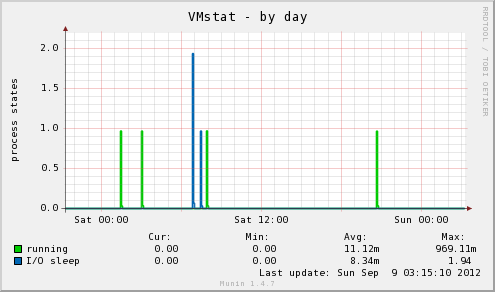 VMstat - by day
RRDTOOL / TOBI OETIKER
process states
2.0
1.5
1.0
0.5
0.0
Sat 00:00 Sat 12:00 Sun 00:00
Cur: Min: Avg: Max:
running 0.00 0.00 11.12m 969.11m
I/O sleep 0.00 0.00 8.34m 1.94
Last update: Sun Sep 9 03:15:10 2012
Munin 1.4.7